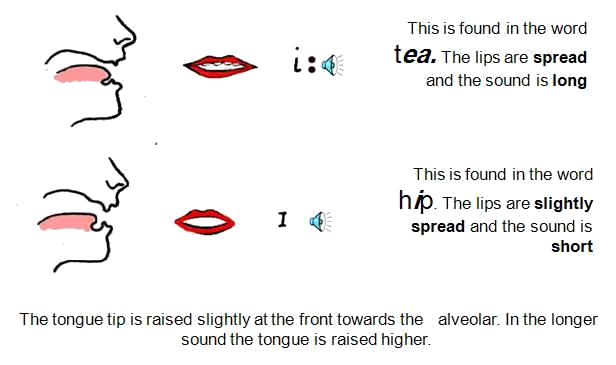 This is found in the word
tea. The lips are spread
i: and the sound is long
This is found in the word
hip. The lips are slightly
I spread and the sound is
short
The tongue tip is raised slightly at the front towards the alveolar. In the longer
sound the tongue is raised higher.